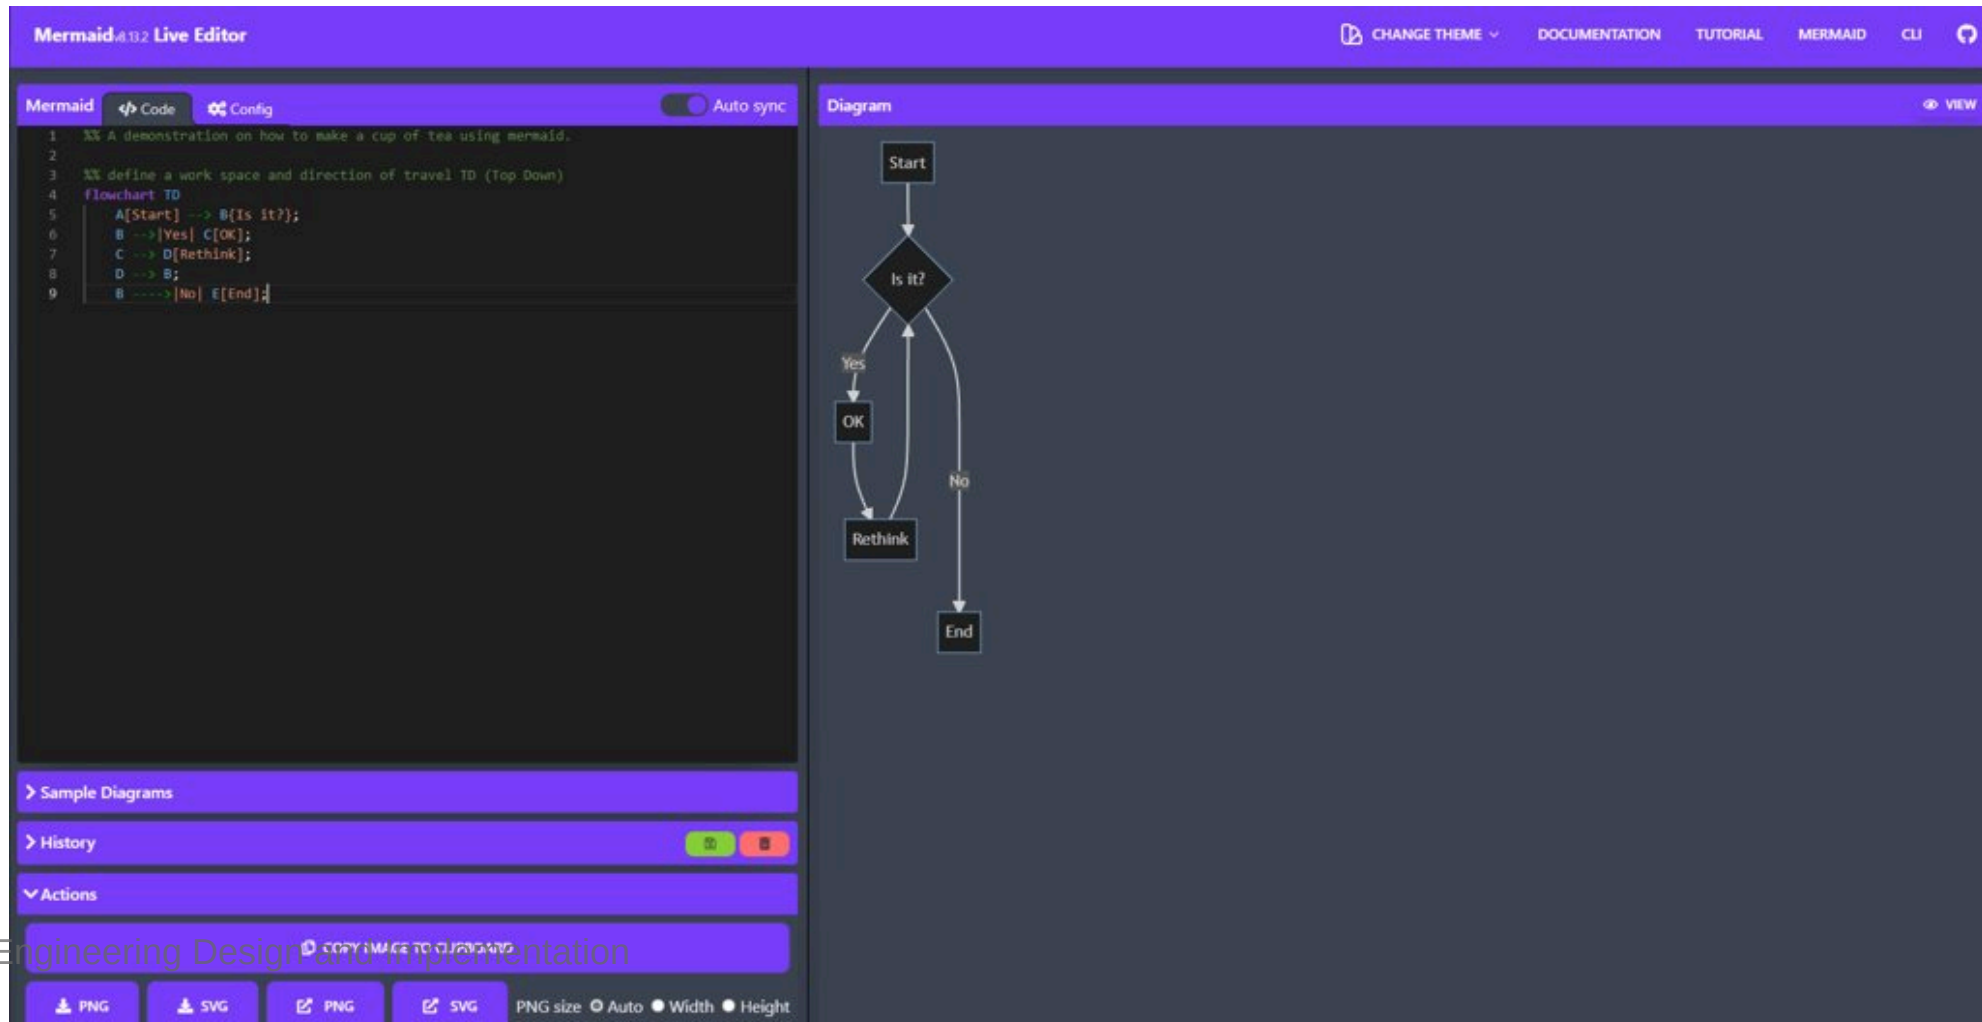 Mermaid v8.13.2 Live Editor
CHANGE THEME DOCUMENTATION TUTORIAL MERMAID CLI
Mermaid </> Code Config Auto sync
1 %% A demonstration on how to make a cup of tea using mermaid.
2
3 %% define a work space and direction of travel TD (Top Down)
4 flowchart TD
5 A[Start] --> B{Is it?};
6 B -->|Yes| C[OK];
7 C --> D[Rethink];
8 D --> B;
9 B ---->|No| E[End];
Sample Diagrams
History
Actions
COPY IMAGE TO CLIPBOARD
Engineering Design and Implementation
PNG SVG PNG SVG PNG size Auto Width Height
Diagram VIEW
Start
Is it?
Yes
OK
No
Rethink
End